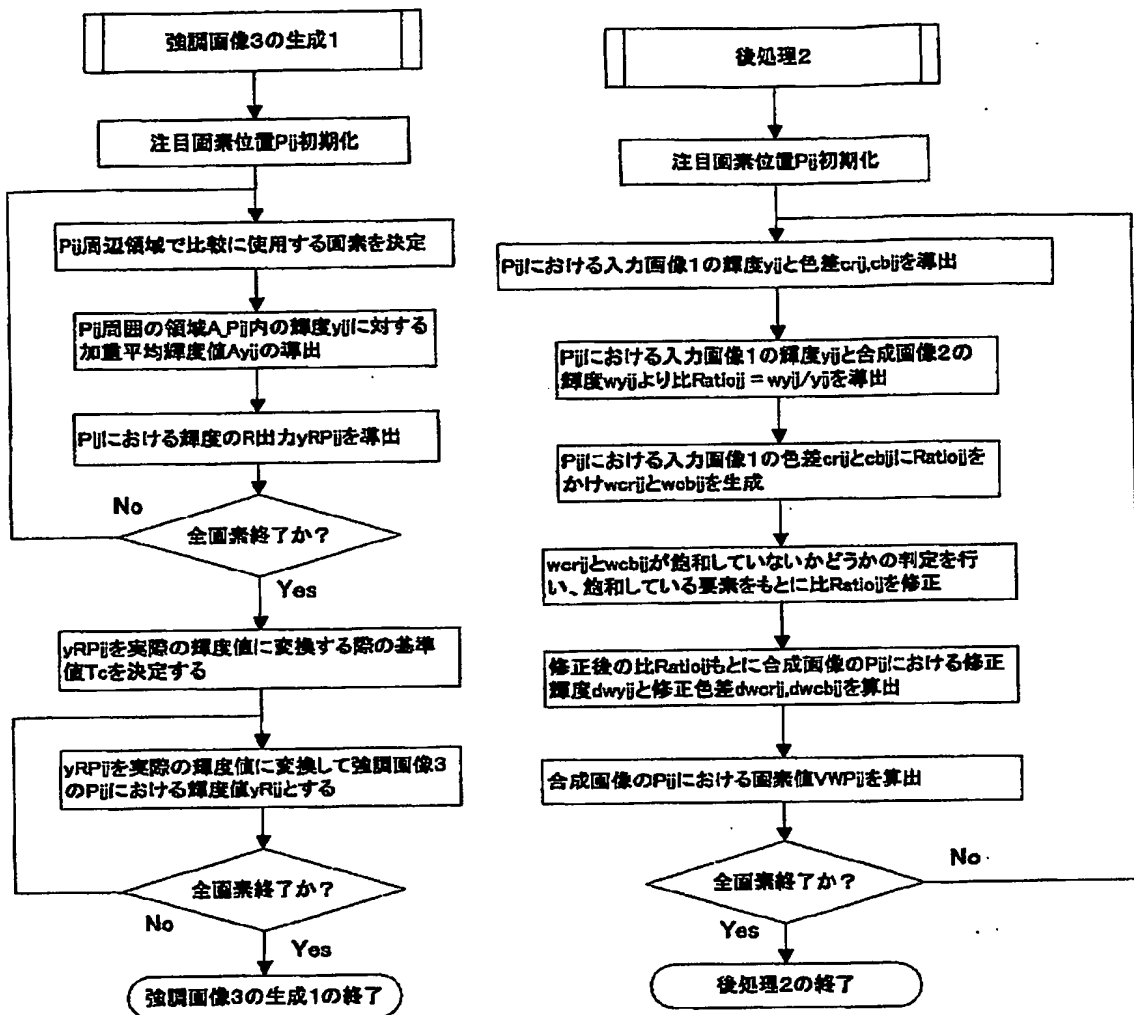 強調画像3の生成1
注目画素位置Pij初期化
Pij周辺領域で比較に使用する画素を決定
Pij周囲の領域A_Pij内の輝度yijに対する
加重平均輝度値Ayijの導出
Pijにおける輝度のR出力yRPijを導出
No
全画素終了か?
Yes
yRPijを実際の輝度値に変換する際の基準
値Tcを決定する
yRPijを実際の輝度値に変換して強調画像3
のPijにおける輝度値yRijとする
全画素終了か?
No
Yes
強調画像3の生成1の終了
後処理2
注目画素位置Pij初期化
Pijにおける入力画像1の輝度yijと色差crij,cbijを導出
Pijにおける入力画像1の輝度yijと合成画像2の
輝度wyijより比Ratioij = wyij/yijを導出
Pijにおける入力画像1の色差crijとcbijにRatioijを
かけwcrijとwcbijを生成
wcrijとwcbijが飽和していないかどうかの判定を行
い、飽和している要素をもとに比Ratioijを修正
修正後の比Ratioijもとに合成画像のPijにおける修正
輝度dwyijと修正色差dwcrij,dwcbijを算出
合成画像のPijにおける画素値VWPijを算出
No
全画素終了か?
Yes
後処理2の終了